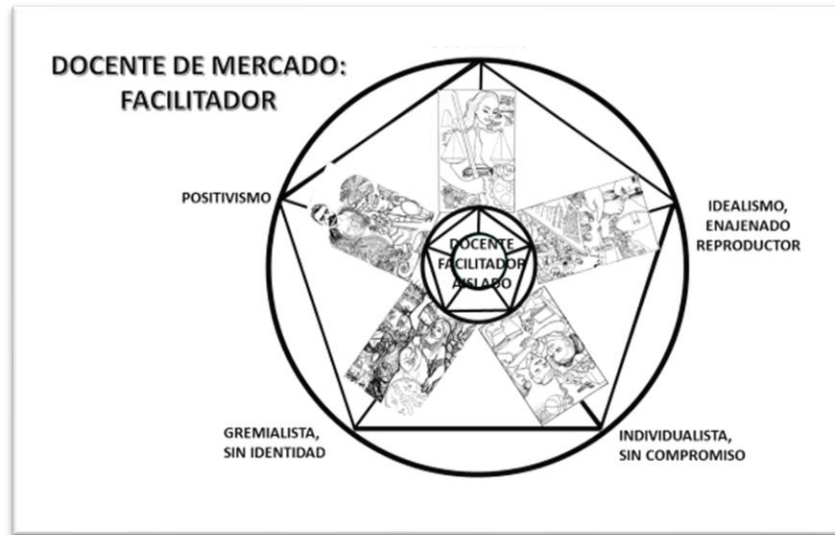 DOCENTE DE MERCADO:
FACILITADOR
POSITIVISMO
IDEALISMO,
ENAJENADO
REPRODUCTOR
DOCENTE
FACILITADOR
AISLADO
GREMIALISTA,
SIN IDENTIDAD
INDIVIDUALISTA,
SIN COMPROMISO